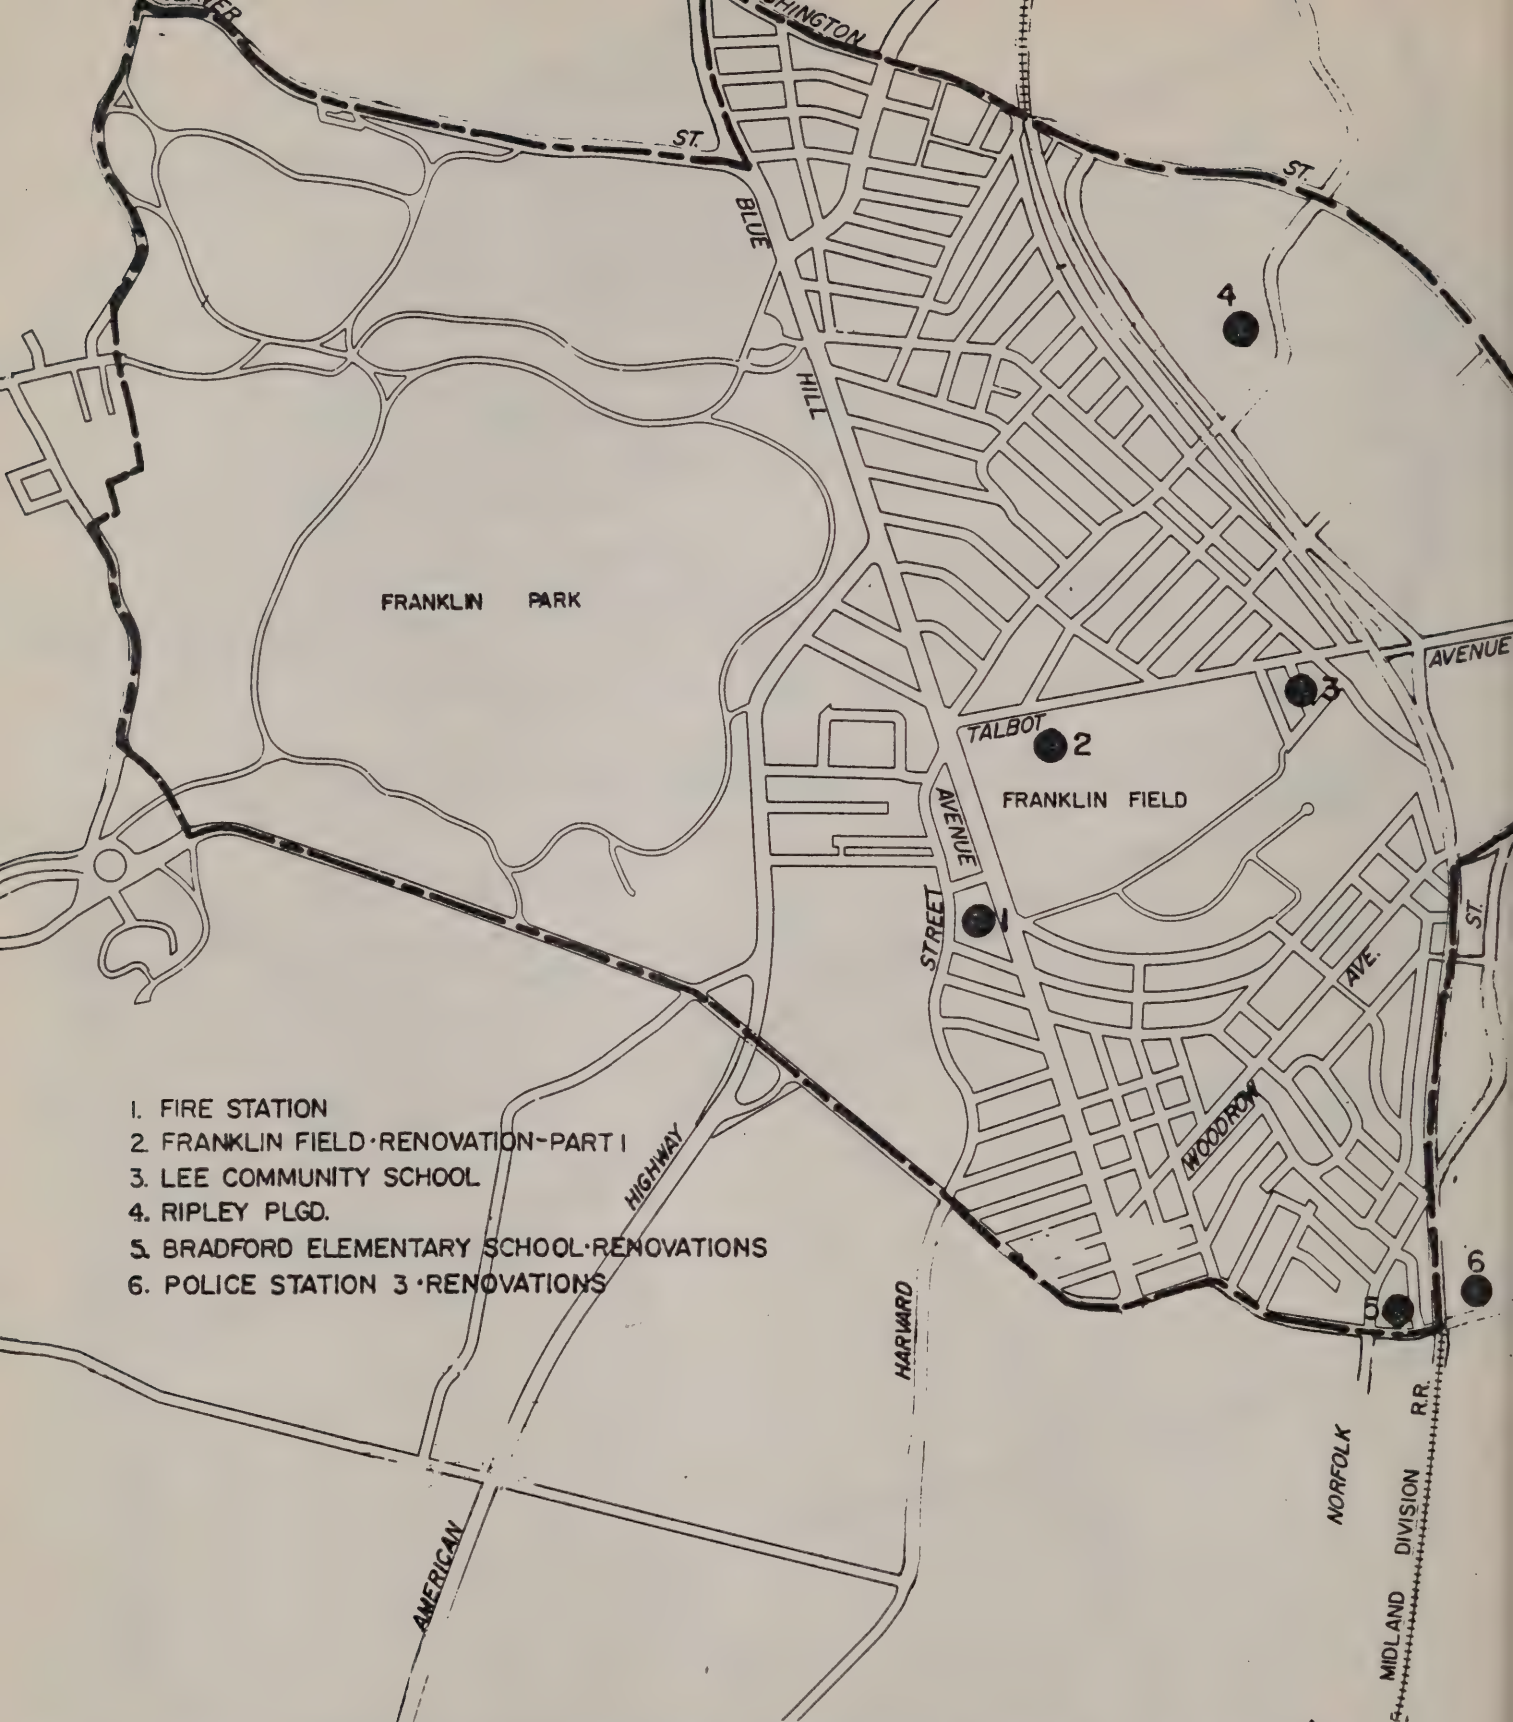 ST.
ST.
BLUE
4
HILL
FRANKLIN PARK
AVENUE
3
TALBOT
2
FRANKLIN FIELD
AVENUE
STREET
1
ST.
AVE.
WOODROW
1. FIRE STATION
2. FRANKLIN FIELD·RENOVATION-PART 1
3. LEE COMMUNITY SCHOOL
4. RIPLEY PLGD.
5. BRADFORD ELEMENTARY SCHOOL·RENOVATIONS
6. POLICE STATION 3·RENOVATIONS
HIGHWAY
6
5
HARVARD
R.R.
NORFOLK
MIDLAND DIVISION
AMERICAN